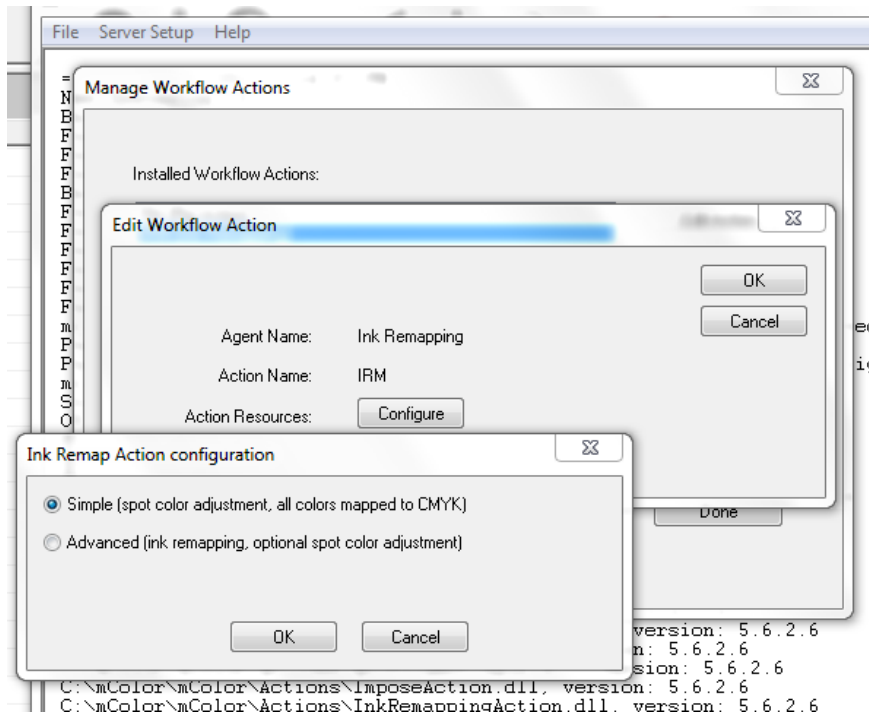 File Server Setup Help
=
Manage Workflow Actions
N
B
F
F
F
Installed Workflow Actions:
B
F
Edit Workflow Action
F
F
F
F
OK
F
m
Cancel
P
Agent Name: Ink Remapping
P
m
Action Name: IRM
S
O
Action Resources: Configure
Ink Remap Action configuration
Simple (spot color adjustment, all colors mapped to CMYK)
Done
Advanced (ink remapping, optional spot color adjustment)
OK Cancel
version: 5.6.2.6
n: 5.6.2.6
sion: 5.6.2.6
C:\mColor\mColor\Actions\ImposeAction.dll, version: 5.6.2.6
C:\mColor\mColor\Actions\InkRemappingAction.dll, version: 5.6.2.6